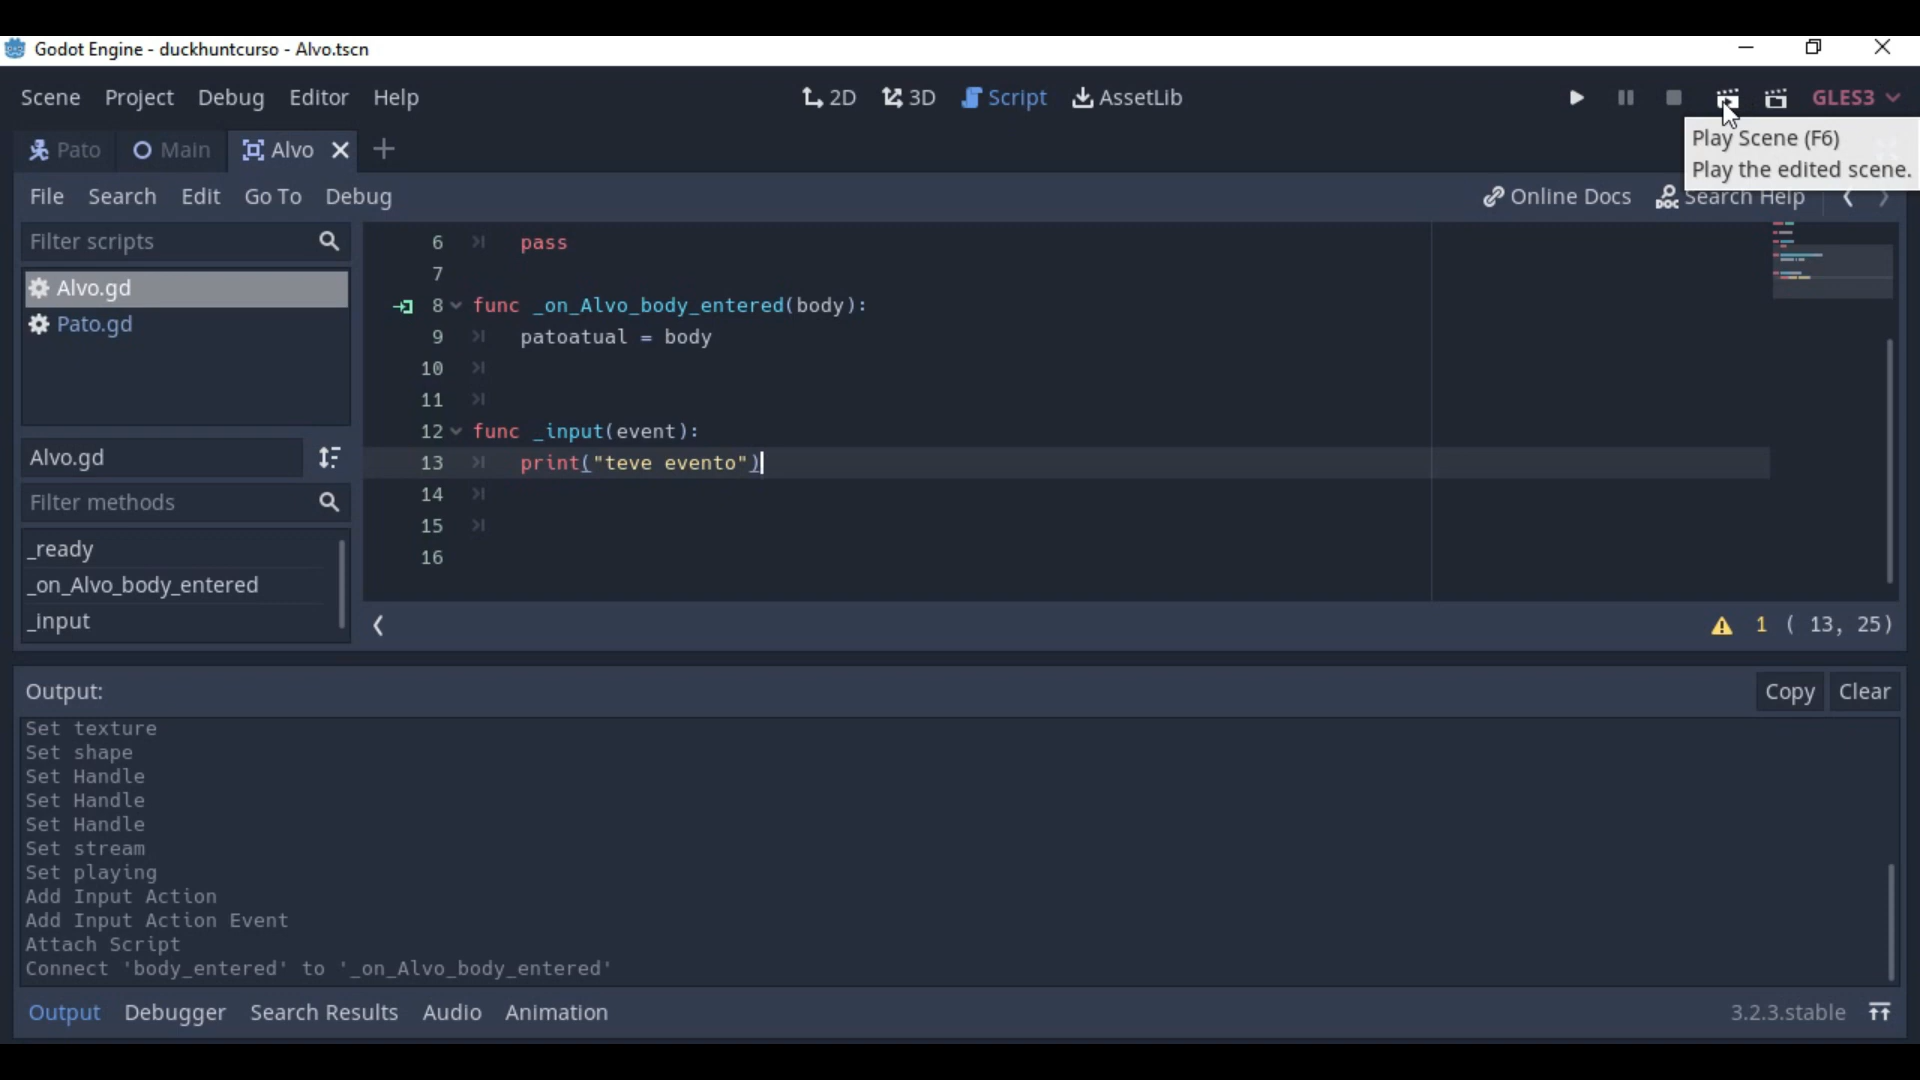 Godot Engine - duckhuntcurso - Alvo.tscn
Scene Project Debug Editor Help 2D 3D Script AssetLib GLES3
Play Scene (F6)
Play the edited scene.
Pato Main Alvo
File Search Edit Go To Debug Online Docs Search Help
Filter scripts
Alvo.gd
Pato.gd
Alvo.gd
Filter methods
_ready
_on_Alvo_body_entered
_input
6 pass
7
8 func _on_Alvo_body_entered(body):
9 patoatual = body
10
11
12 func _input(event):
13 print("teve evento")
14
15
16
1 ( 13, 25)
Output: Copy Clear
Set texture
Set shape
Set Handle
Set Handle
Set Handle
Set stream
Set playing
Add Input Action
Add Input Action Event
Attach Script
Connect 'body_entered' to '_on_Alvo_body_entered'
Output Debugger Search Results Audio Animation 3.2.3.stable